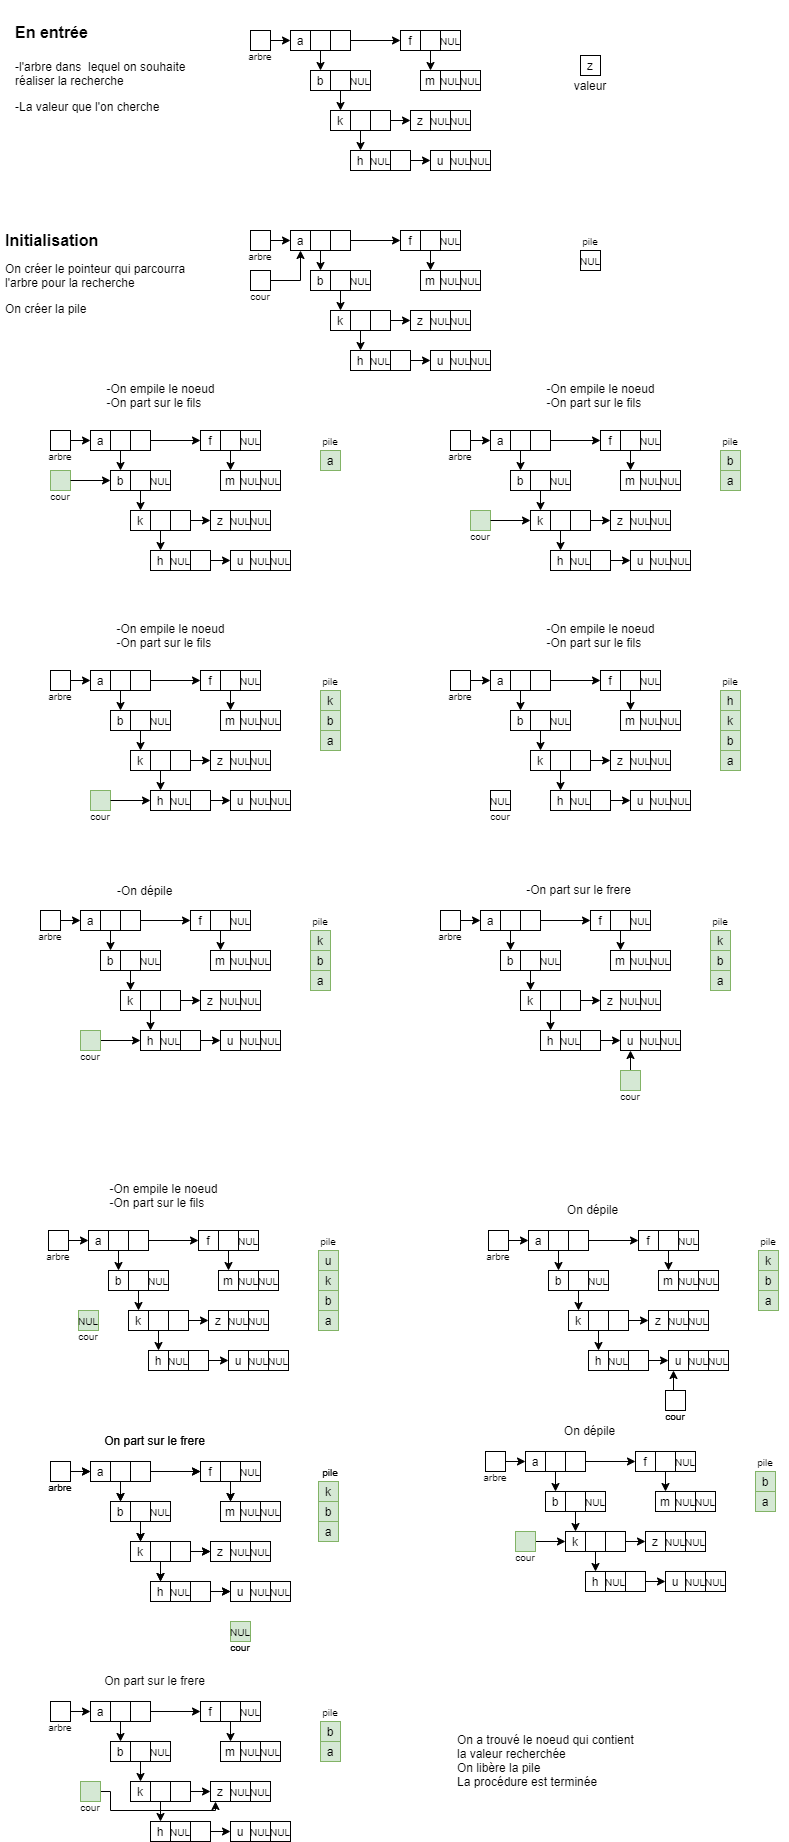 En entrée
-l'arbre dans lequel on souhaite
réaliser la recherche
-La valeur que l'on cherche
arbre
a
f NUL
b NUL
m NUL NUL
k
z NUL NUL
h NUL
u NUL NUL
z
valeur
Initialisation
On créer le pointeur qui parcourra
l'arbre pour la recherche
On créer la pile
arbre
cour
a
f NUL
b NUL
m NUL NUL
k
z NUL NUL
h NUL
u NUL NUL
pile
NUL
-On empile le noeud
-On part sur le fils
arbre
cour
a
f NUL
b NUL
m NUL NUL
k
z NUL NUL
h NUL
u NUL NUL
pile
a
-On empile le noeud
-On part sur le fils
arbre
a
f NUL
b NUL
m NUL NUL
cour
k
z NUL NUL
h NUL
u NUL NUL
pile
b
a
-On empile le noeud
-On part sur le fils
arbre
a
f NUL
b NUL
m NUL NUL
k
z NUL NUL
cour
h NUL
u NUL NUL
pile
k
b
a
-On empile le noeud
-On part sur le fils
arbre
a
f NUL
b NUL
m NUL NUL
k
z NUL NUL
NUL
cour
h NUL
u NUL NUL
pile
h
k
b
a
-On dépile
arbre
a
f NUL
b NUL
m NUL NUL
k
z NUL NUL
cour
h NUL
u NUL NUL
pile
k
b
a
-On part sur le frere
arbre
a
f NUL
b NUL
m NUL NUL
k
z NUL NUL
h NUL
u NUL NUL
cour
pile
k
b
a
-On empile le noeud
-On part sur le fils
arbre
a
f NUL
b NUL
m NUL NUL
NUL
cour
k
z NUL NUL
h NUL
u NUL NUL
pile
u
k
b
a
On dépile
arbre
a
f NUL
b NUL
m NUL NUL
k
z NUL NUL
h NUL
u NUL NUL
cour
pile
k
b
a
On part sur le frere
arbre
a
f NUL
b NUL
m NUL NUL
k
z NUL NUL
h NUL
u NUL NUL
NUL
cour
pile
k
b
a
On dépile
arbre
a
f NUL
b NUL
m NUL NUL
cour
k
z NUL NUL
h NUL
u NUL NUL
pile
b
a
On part sur le frere
arbre
a
f NUL
b NUL
m NUL NUL
cour
k
z NUL NUL
h NUL
u NUL NUL
pile
b
a
On a trouvé le noeud qui contient
la valeur recherchée
On libère la pile
La procédure est terminée